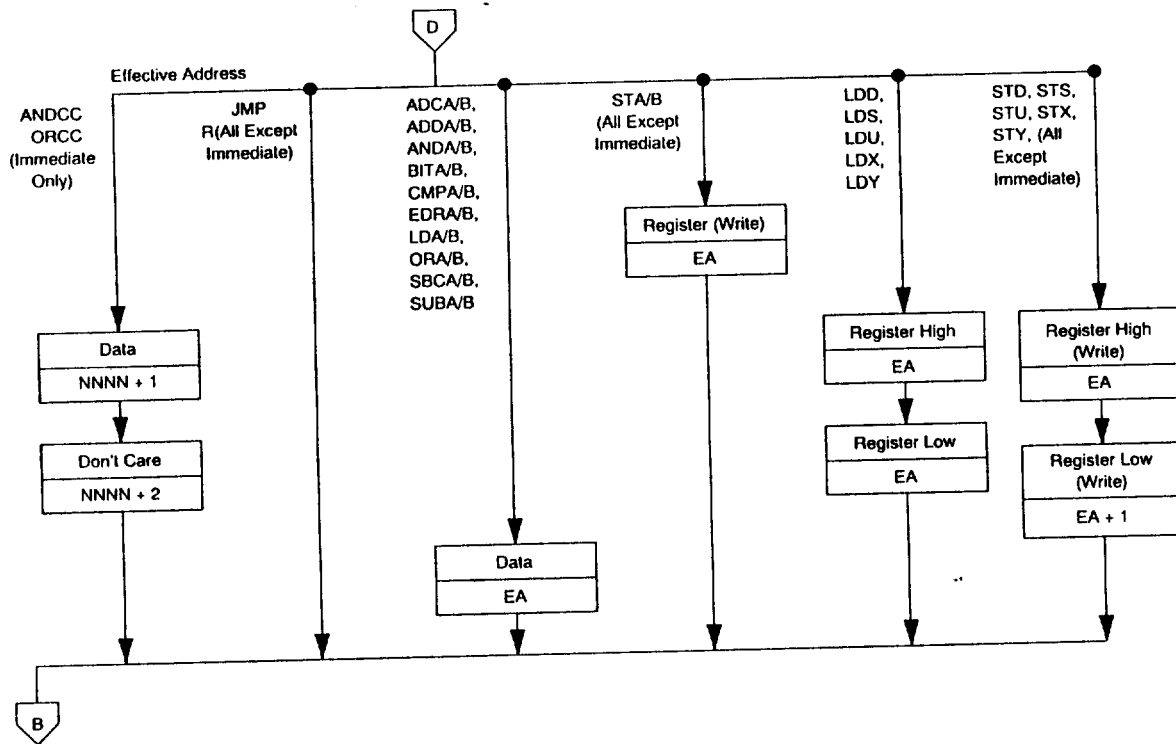 D
Effective Address
ANDCC
ORCC
(Immediate
Only)
JMP
R(All Except
Immediate)
ADCA/B,
ADDA/B,
ANDA/B,
BITA/B,
CMPA/B,
EDRA/B,
LDA/B,
ORA/B,
SBCA/B,
SUBA/B
STA/B
(All Except
Immediate)
LDD,
LDS,
LDU,
LDX,
LDY
STD, STS,
STU, STX,
STY, (All
Except
Immediate)
Data
NNNN + 1
Don't Care
NNNN + 2
Data
EA
Register (Write)
EA
Register High
EA
Register Low
EA
Register High
(Write)
EA
Register Low
(Write)
EA + 1
B